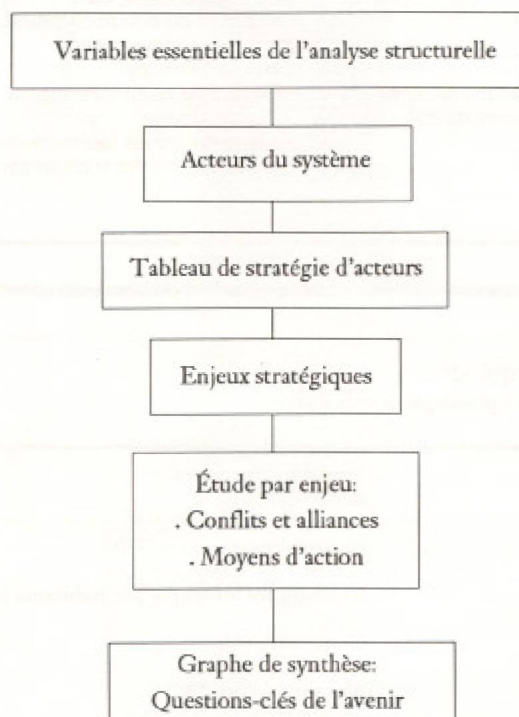 Variables essentielles de l'analyse structurelle
Acteurs du système
Tableau de stratégie d'acteurs
Enjeux stratégiques
Étude par enjeu:
. Conflits et alliances
. Moyens d'action
Graphe de synthèse:
Questions-clés de l'avenir